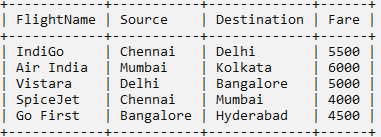 +------------+-----------+-------------+------+
| FlightName | Source    | Destination | Fare |
+------------+-----------+-------------+------+
| IndiGo     | Chennai   | Delhi       | 5500 |
| Air India  | Mumbai    | Kolkata     | 6000 |
| Vistara    | Delhi     | Bangalore   | 5000 |
| SpiceJet   | Chennai   | Mumbai      | 4000 |
| Go First   | Bangalore | Hyderabad   | 4500 |
+------------+-----------+-------------+------+